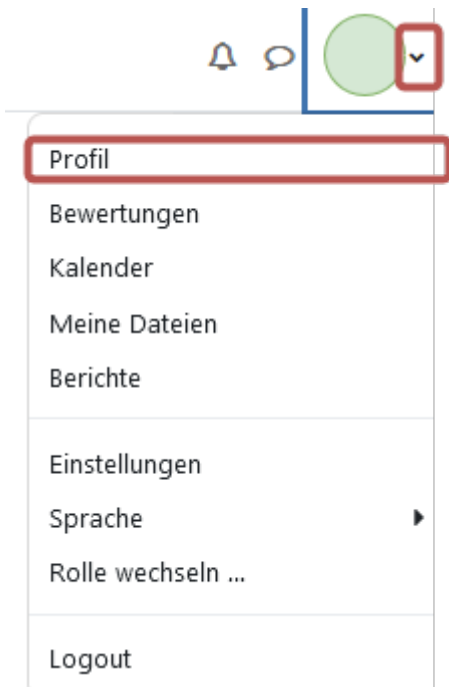 Profil
Bewertungen
Kalender
Meine Dateien
Berichte
Einstellungen
Sprache
Rolle wechseln ...
Logout